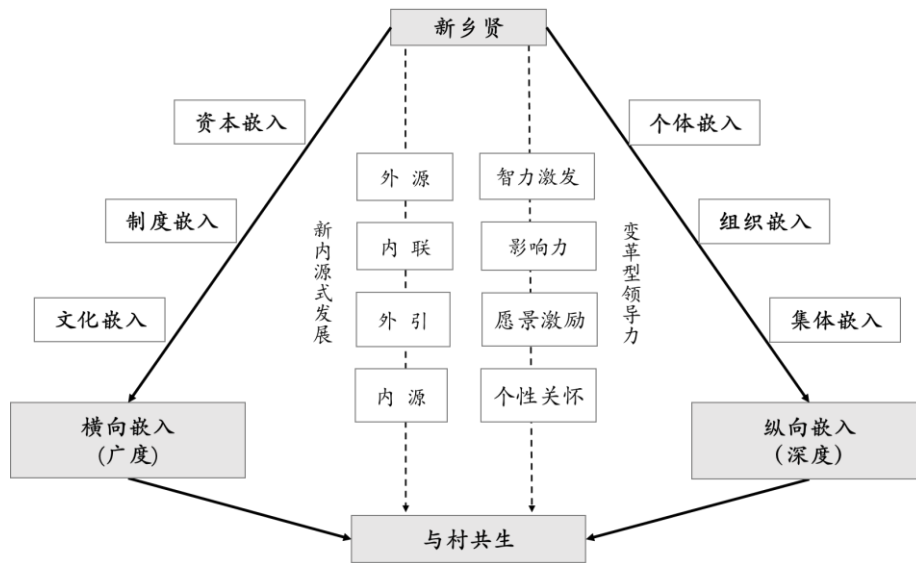 新乡贤
资本嵌入
个体嵌入
外 源
智力激发
制度嵌入
组织嵌入
新内源式发展
内 联
影响力
变革型领导力
文化嵌入
外 引
愿景激励
集体嵌入
内 源
个性关怀
横向嵌入
(广度)
纵向嵌入
（深度）
与村共生